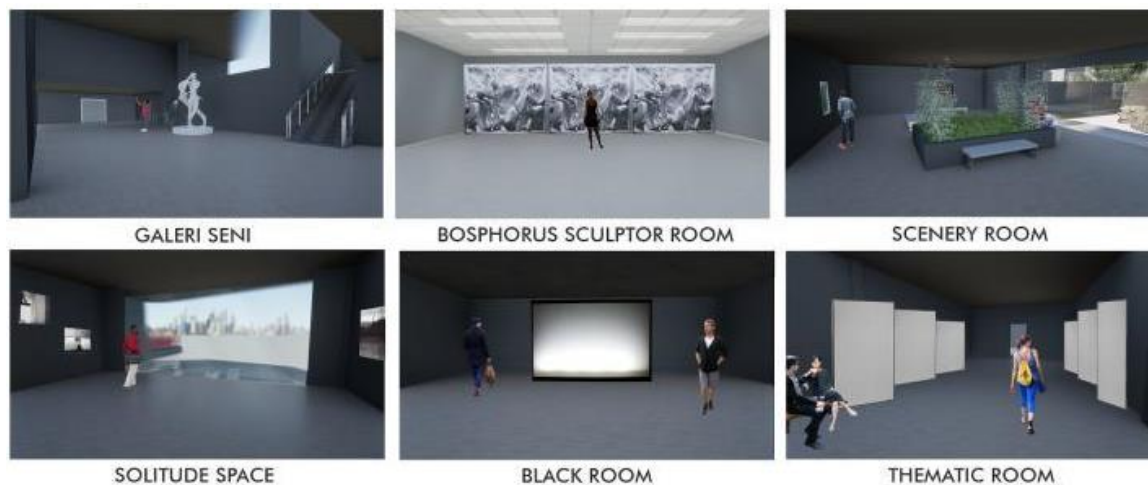 GALERI SENI
BOSPHORUS SCULPTOR ROOM
SCENERY ROOM
SOLITUDE SPACE
BLACK ROOM
THEMATIC ROOM